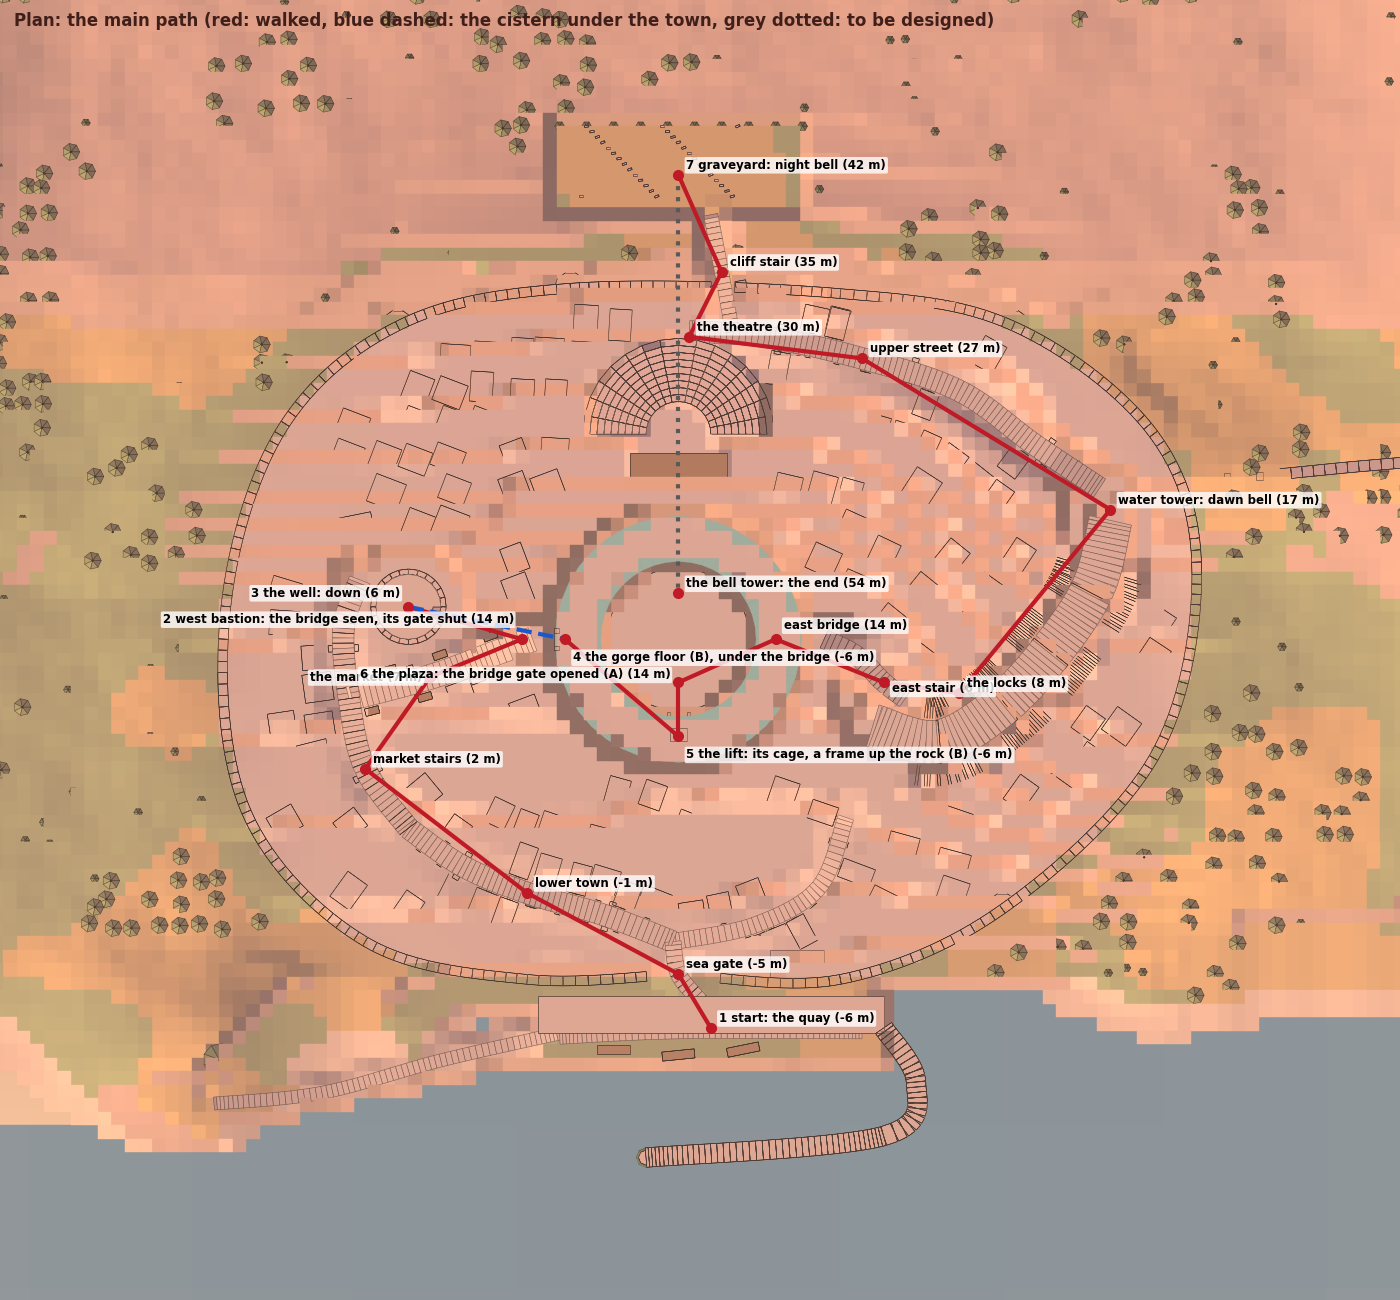 Plan: the main path (red: walked, blue dashed: the cistern under the town, grey dotted: to be designed)
7 graveyard: night bell (42 m)
cliff stair (35 m)
the theatre (30 m)
upper street (27 m)
water tower: dawn bell (17 m)
the bell tower: the end (54 m)
3 the well: down (6 m)
2 west bastion: the bridge seen, its gate shut (14 m)
east bridge (14 m)
4 the gorge floor (B), under the bridge (-6 m)
the
6 the plaza: the bridge gate opened (A) (14 m)
east stair
the locks (8 m)
5 the lift: its cage, a frame up the rock (B) (-6 m)
market stairs (2 m)
lower town (-1 m)
sea gate (-5 m)
1 start: the quay (-6 m)